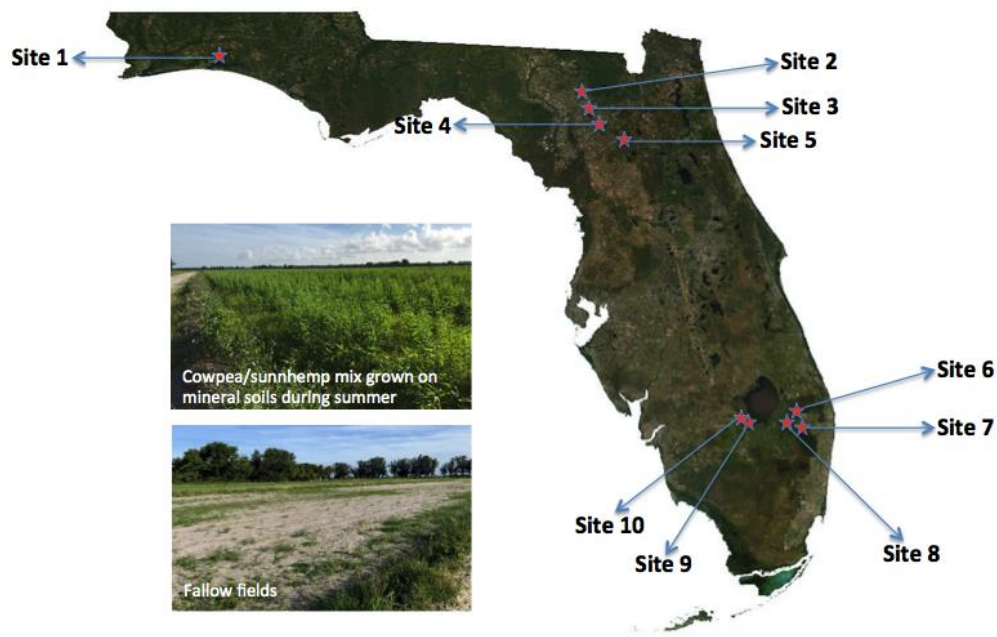 Site 1
Site 2
Site 3
Site 4
Site 5
Cowpea/sunnhemp mix grown on
mineral soils during summer
Fallow fields
Site 6
Site 7
Site 8
Site 9
Site 10